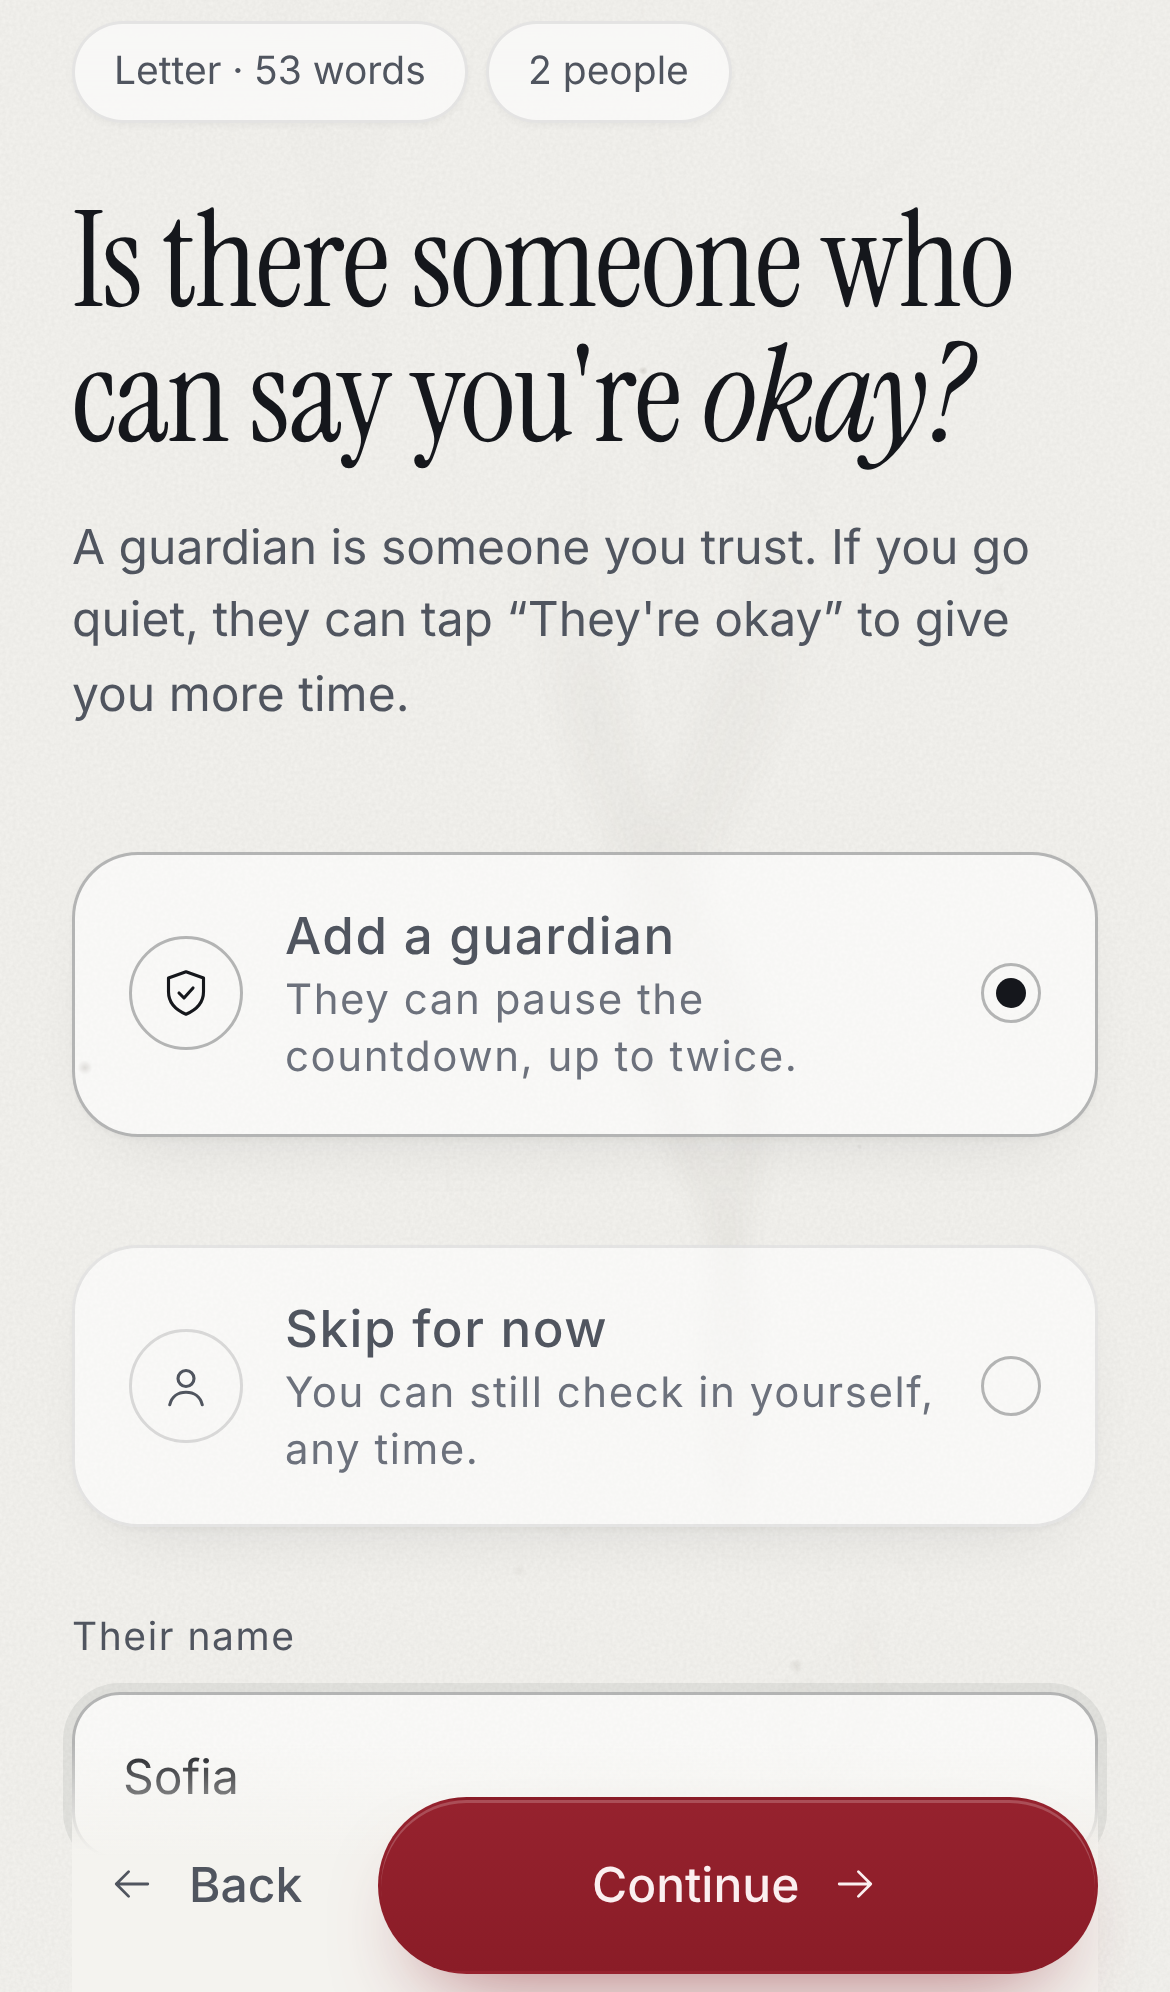 Letter · 53 words
2 people
Is there someone who
can say you're okay?
A guardian is someone you trust. If you go
quiet, they can tap “They're okay” to give
you more time.
Add a guardian
They can pause the
countdown, up to twice.
Skip for now
You can still check in yourself,
any time.
Their name
Sofia
← Back
Continue →